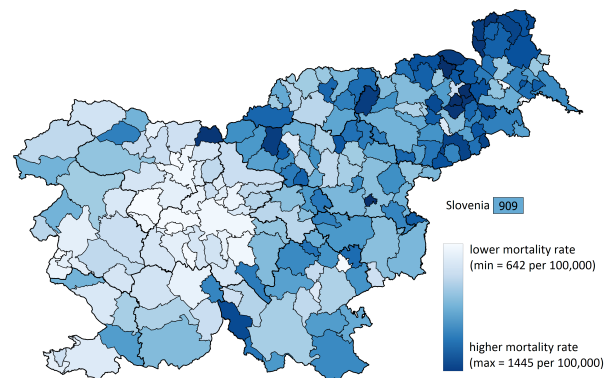 Slovenia 909
lower mortality rate
(min = 642 per 100,000)
higher mortality rate
(max = 1445 per 100,000)